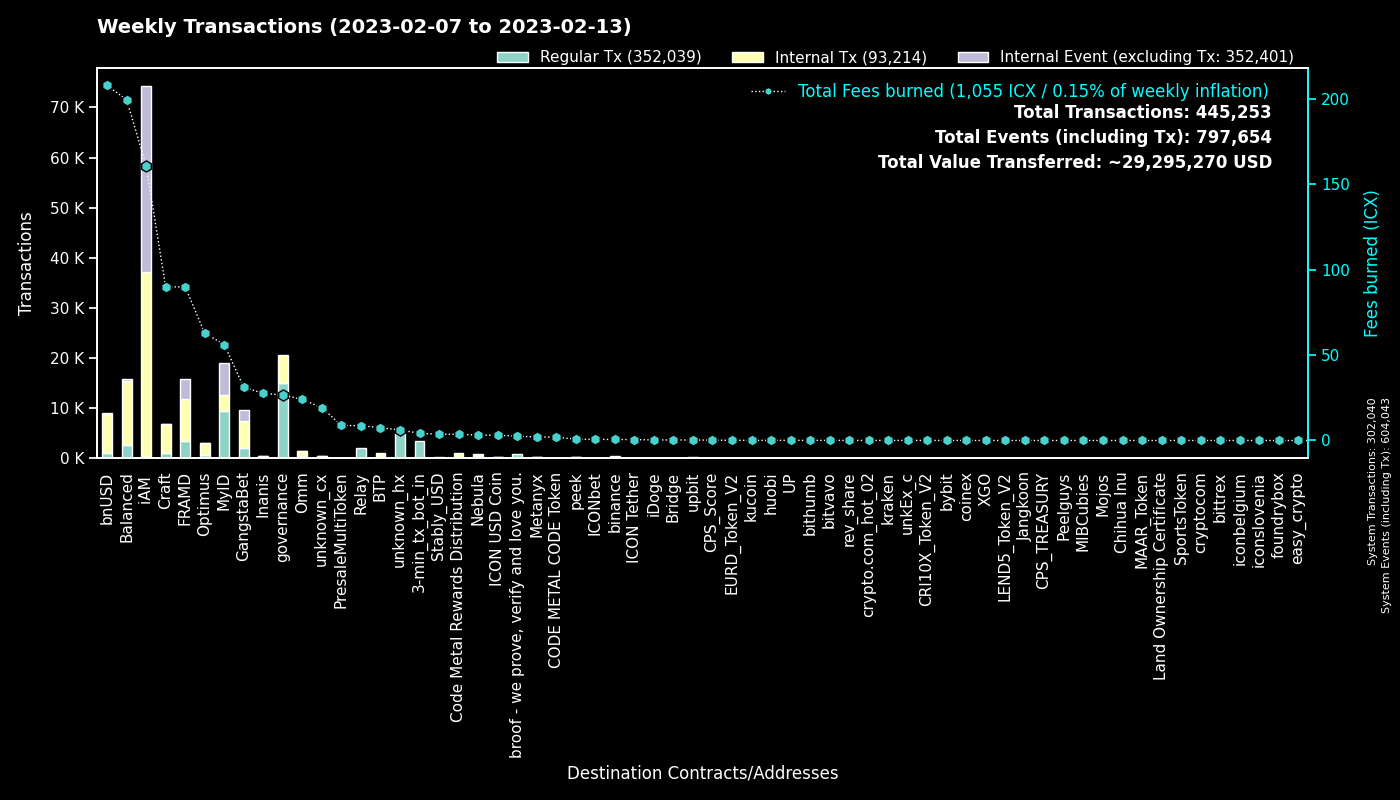 Weekly Transactions (2023-02-07 to 2023-02-13)
Regular Tx (352,039)
Internal Tx (93,214)
Internal Event (excluding Tx: 352,401)
Total Fees burned (1,055 ICX / 0.15% of weekly inflation)
Total Transactions: 445,253
Total Events (including Tx): 797,654
Total Value Transferred: ~29,295,270 USD
Transactions
70 K
60 K
50 K
40 K
30 K
20 K
10 K
0 K
200
150
100
50
0
Fees burned (ICX)
System Transactions: 302,040
System Events (including Tx): 604,043
bnUSD
Balanced
iAM
Craft
FRAMD
Optimus
MyID
GangstaBet
Inanis
governance
Omm
unknown_cx
PresaleMultiToken
Relay
BTP
unknown_hx
3-min_tx_bot_in
Stably_USD
Code Metal Rewards Distribution
Nebula
ICON USD Coin
broof - we prove, verify and love you.
Metanyx
CODE METAL CODE Token
peek
ICONbet
binance
ICON Tether
iDoge
Bridge
upbit
CPS_Score
EURD_Token_V2
kucoin
huobi
UP
bithumb
bitvavo
rev_share
crypto.com_hot_02
kraken
unkEx_c
CRI10X_Token_V2
bybit
coinex
XGO
LEND5_Token_V2
Jangkoon
CPS_TREASURY
Peelguys
MIBCubies
Mojos
Chihua Inu
MAAR_Token
Land Ownership Certificate
SportsToken
cryptocom
bittrex
iconbelgium
iconslovenia
foundrybox
easy_crypto
Destination Contracts/Addresses